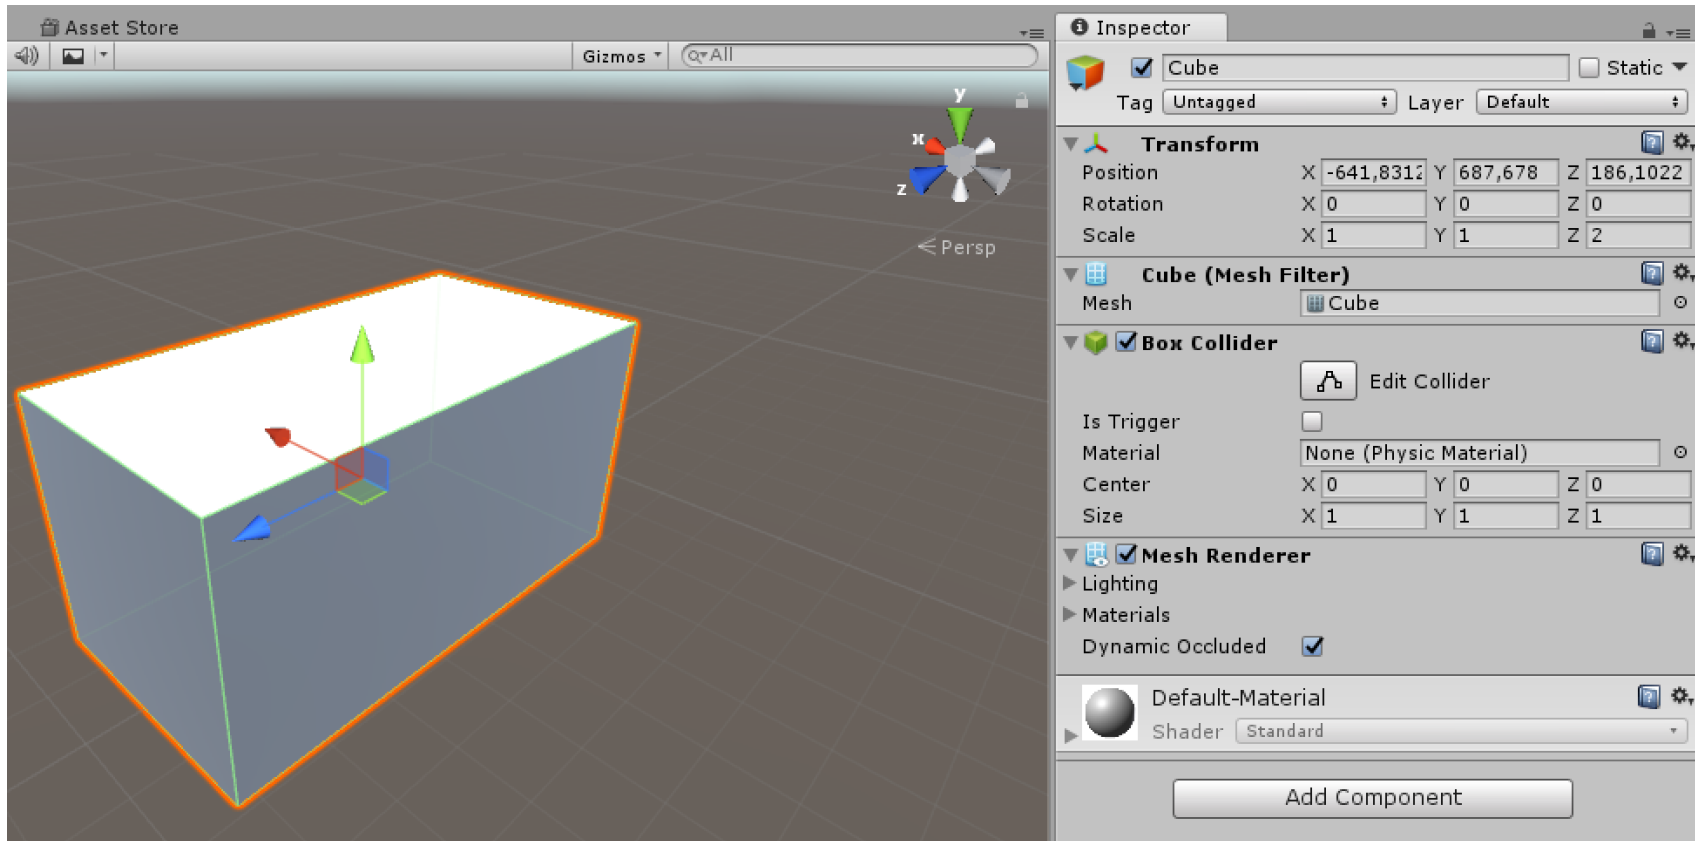 Asset Store
Gizmos All
y
x
z
Persp
Inspector
Cube Static
Tag Untagged Layer Default
Transform
Position X -641,8312 Y 687,678 Z 186,1022
Rotation X 0 Y 0 Z 0
Scale X 1 Y 1 Z 2
Cube (Mesh Filter)
Mesh Cube
Box Collider
Edit Collider
Is Trigger
Material None (Physic Material)
Center X 0 Y 0 Z 0
Size X 1 Y 1 Z 1
Mesh Renderer
Lighting
Materials
Dynamic Occluded
Default-Material
Shader Standard
Add Component